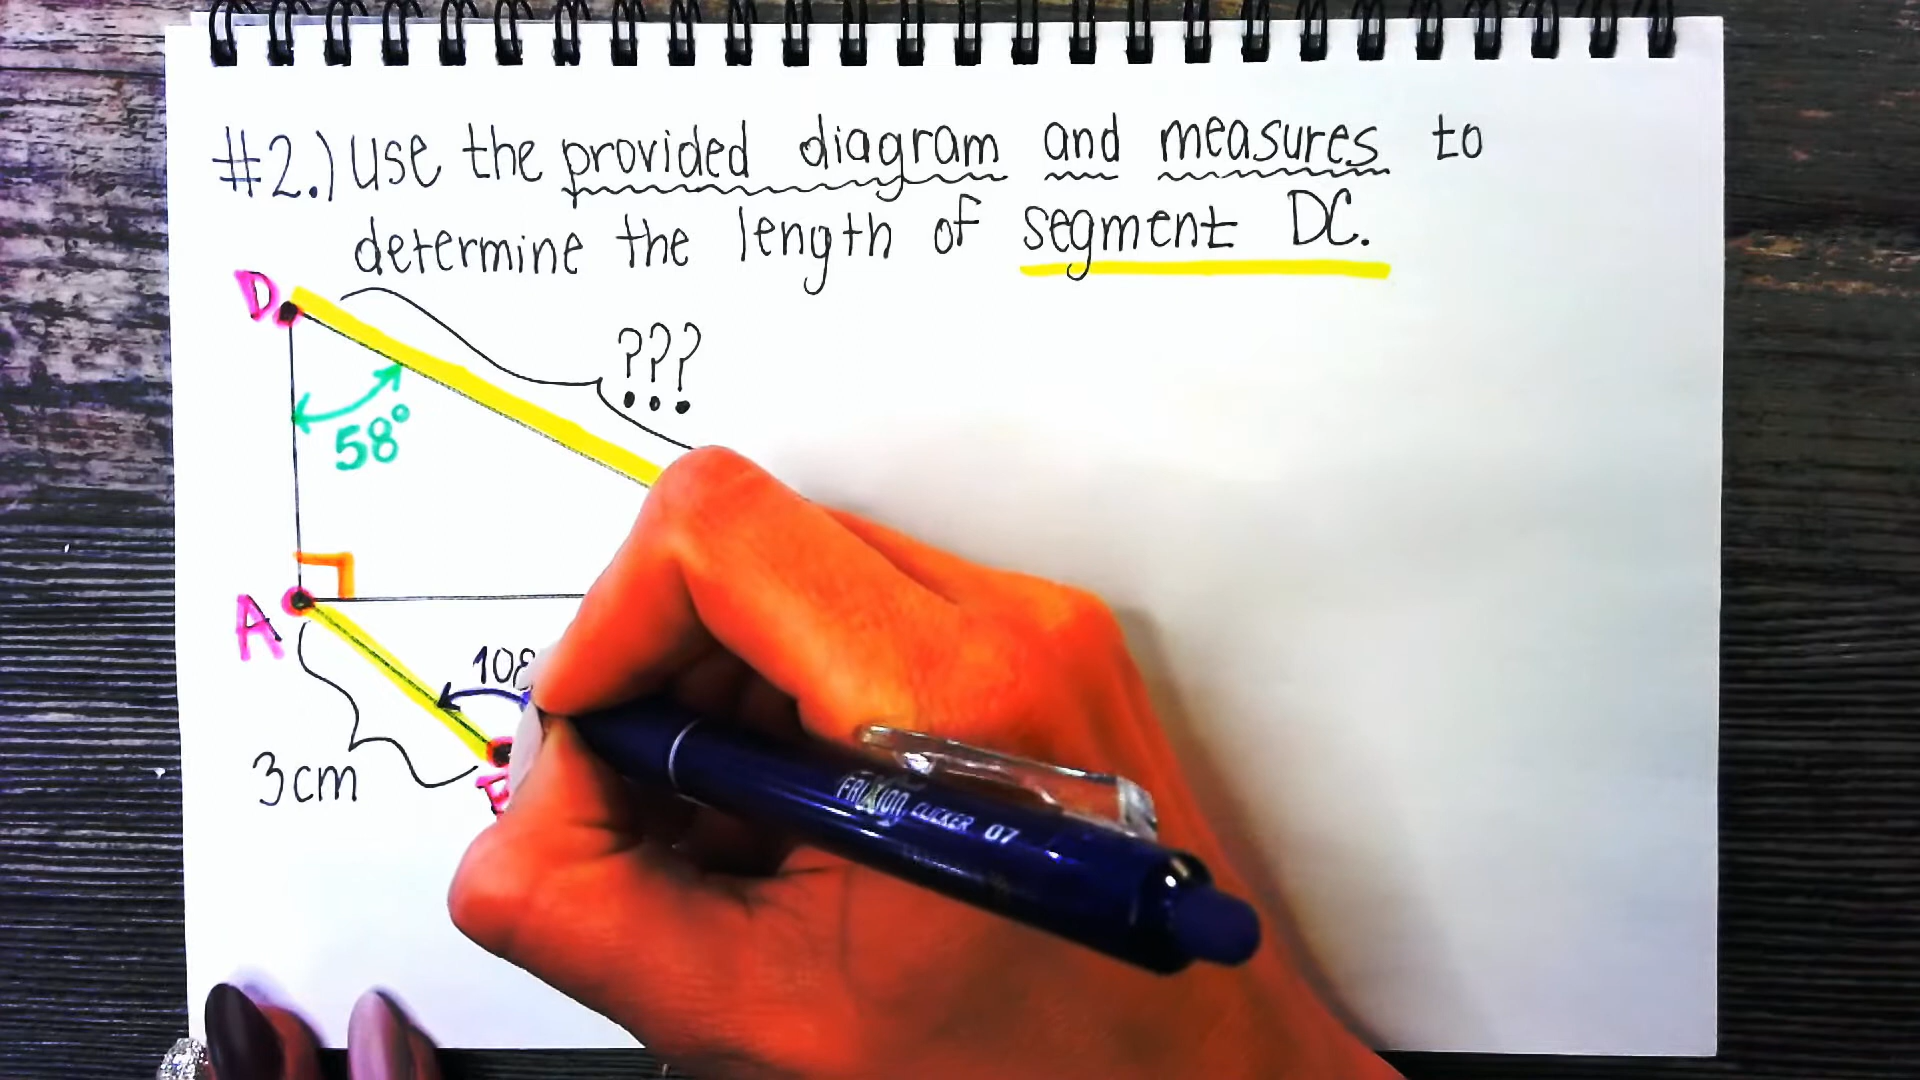 #2.) Use the provided diagram and measures to
determine the length of segment DC.
D
???
58°
A
108
3cm
FRIXION CLICKER 07